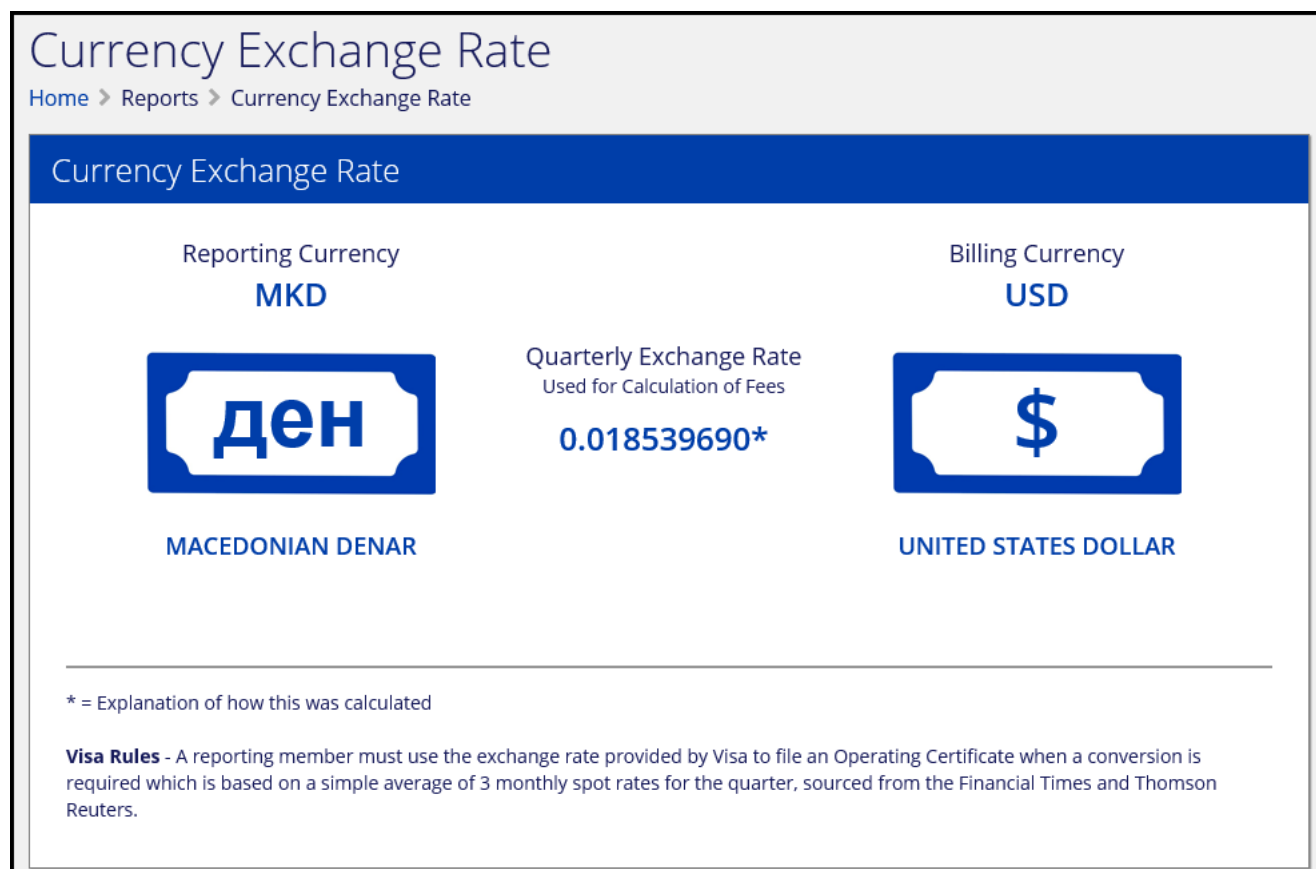 Currency Exchange Rate
Home > Reports > Currency Exchange Rate
Currency Exchange Rate
Reporting Currency
MKD
ден
MACEDONIAN DENAR
Quarterly Exchange Rate
Used for Calculation of Fees
0.018539690*
Billing Currency
USD
$
UNITED STATES DOLLAR
* = Explanation of how this was calculated
Visa Rules - A reporting member must use the exchange rate provided by Visa to file an Operating Certificate when a conversion is
required which is based on a simple average of 3 monthly spot rates for the quarter, sourced from the Financial Times and Thomson
Reuters.